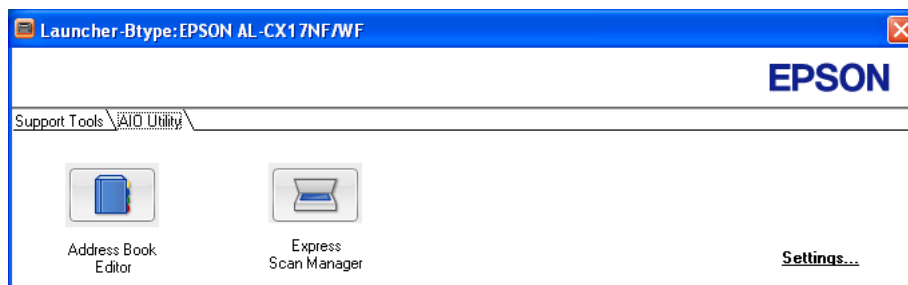 Launcher-Btype:EPSON AL-CX17NF/WF
EPSON
Support Tools
AIO Utility
Address Book
Editor
Express
Scan Manager
Settings...